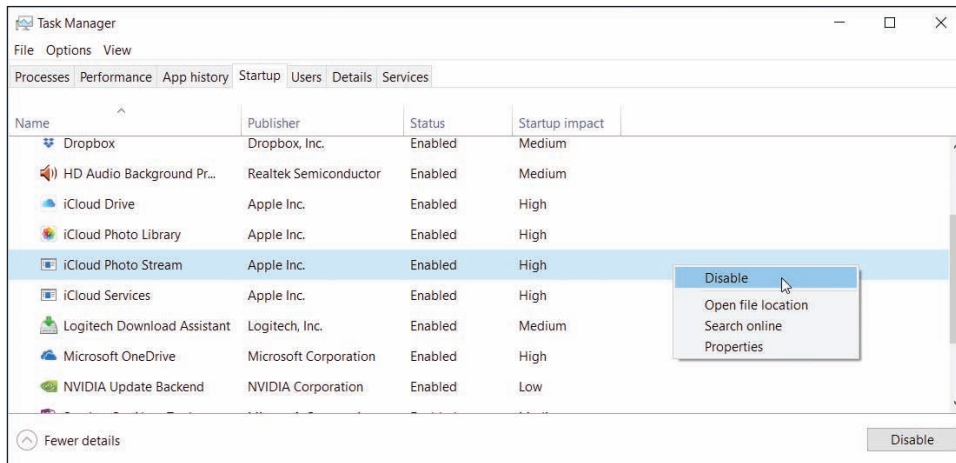 Task Manager
File Options View
Processes Performance App history Startup Users Details Services
Name Publisher Status Startup impact
Dropbox Dropbox, Inc. Enabled Medium
HD Audio Background Pr... Realtek Semiconductor Enabled Medium
iCloud Drive Apple Inc. Enabled High
iCloud Photo Library Apple Inc. Enabled High
iCloud Photo Stream Apple Inc. Enabled High
Disable
iCloud Services Apple Inc. Enabled High
Open file location
Logitech Download Assistant Logitech, Inc. Enabled Medium
Search online
Properties
Microsoft OneDrive Microsoft Corporation Enabled High
NVIDIA Update Backend NVIDIA Corporation Enabled Low
Fewer details Disable